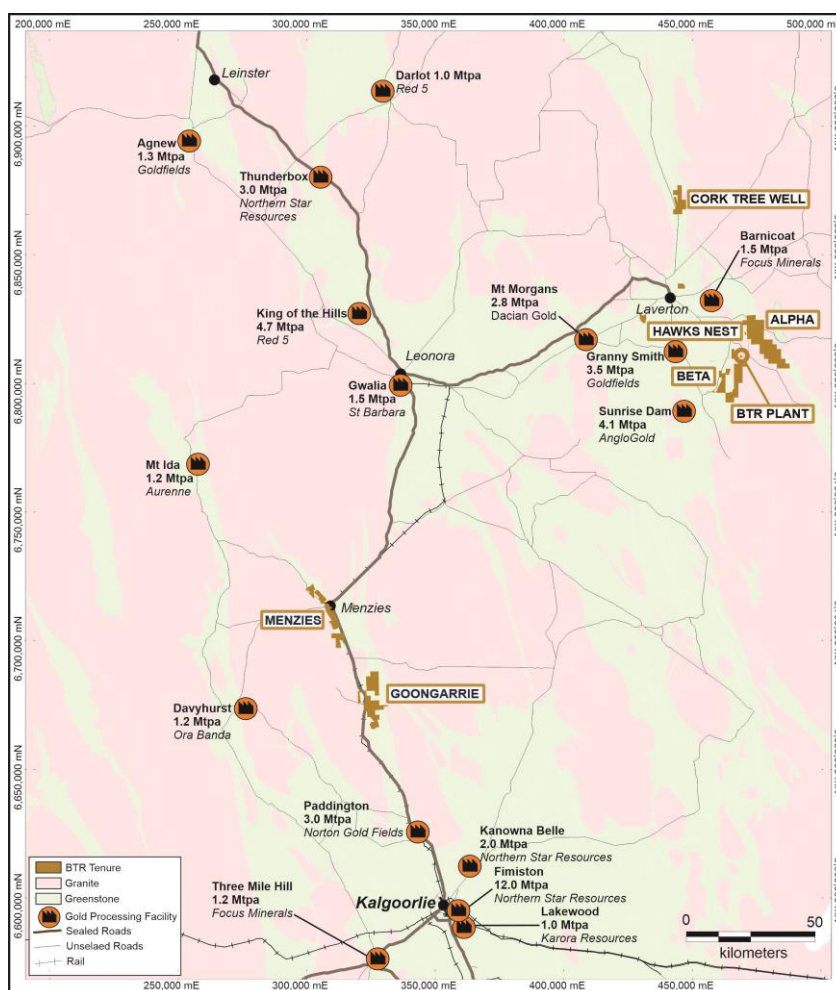 200,000 mE
250,000 mE
300,000 mE
350,000 mE
400,000 mE
450,000 mE
500,000 mE
6,900,000 mN
6,850,000 mN
6,800,000 mN
6,750,000 mN
6,700,000 mN
6,650,000 mN
6,600,000 mN
Leinster
Darlot 1.0 Mtpa
Red 5
Agnew
1.3 Mtpa
Goldfields
Thunderbox
3.0 Mtpa
Northern Star
Resources
CORK TREE WELL
Barnicoat
1.5 Mtpa
Focus Minerals
Mt Morgans
2.8 Mtpa
Dacian Gold
Laverton
King of the Hills
4.7 Mtpa
Red 5
HAWKS NEST
ALPHA
Leonora
Granny Smith
3.5 Mtpa
Goldfields
BETA
Gwalia
1.5 Mtpa
St Barbara
BTR PLANT
Sunrise Dam
4.1 Mtpa
AngloGold
Mt Ida
1.2 Mtpa
Aurenne
Menzies
MENZIES
GOONGARRIE
Davyhurst
1.2 Mtpa
Ora Banda
Paddington
3.0 Mtpa
Norton Gold Fields
Kanowna Belle
2.0 Mtpa
Northern Star Resources
Fimiston
12.0 Mtpa
Northern Star Resources
Kalgoorlie
Lakewood
1.0 Mtpa
Karora Resources
Three Mile Hill
1.2 Mtpa
Focus Minerals
BTR Tenure
Granite
Greenstone
Gold Processing Facility
Sealed Roads
Unselaed Roads
Rail
0
50
kilometers
250,000 mE
300,000 mE
350,000 mE
400,000 mE
450,000 mE